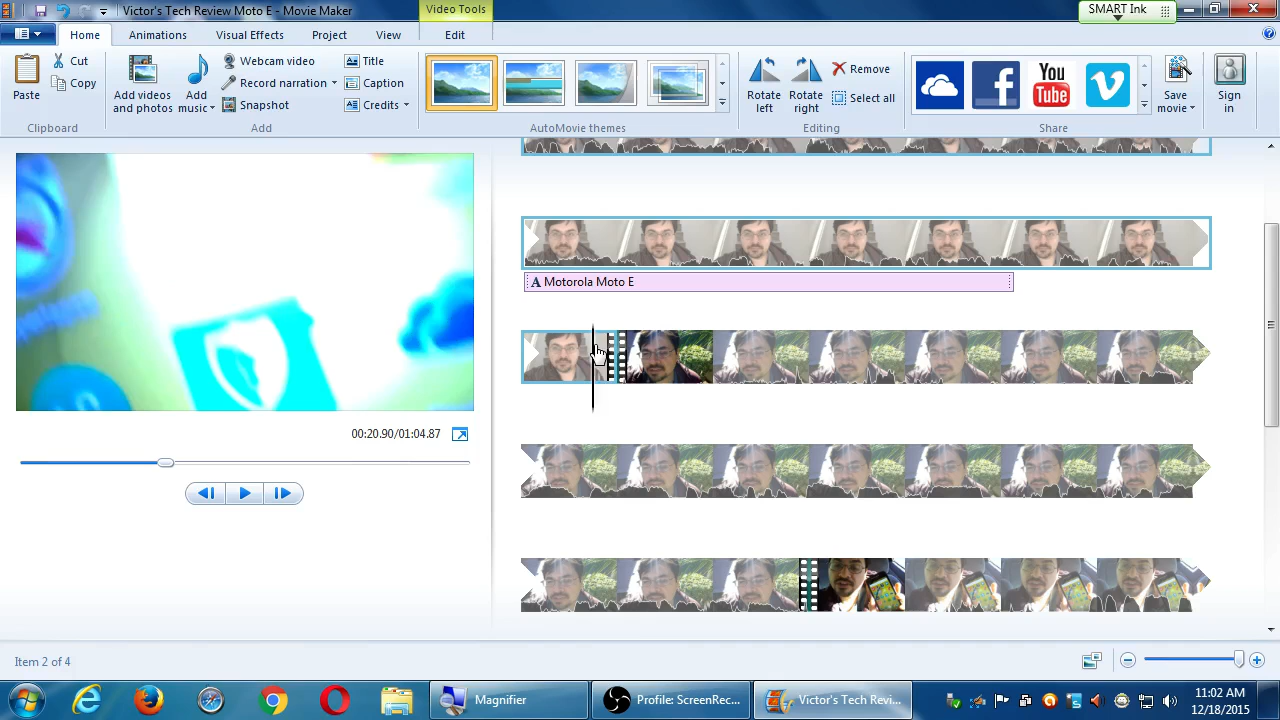 Victor's Tech Review Moto E - Movie Maker
Video Tools
SMART Ink
Home
Animations
Visual Effects
Project
View
Edit
Paste
Cut
Copy
Clipboard
Add videos and photos
Add music
Webcam video
Record narration
Snapshot
Title
Caption
Credits
Add
AutoMovie themes
Rotate left
Rotate right
Remove
Select all
Editing
You Tube
Share
Save movie
Sign in
A Motorola Moto E
00:20.90/01:04.87
Item 2 of 4
Magnifier
Profile: ScreenRec...
Victor's Tech Revi...
11:02 AM
12/18/2015